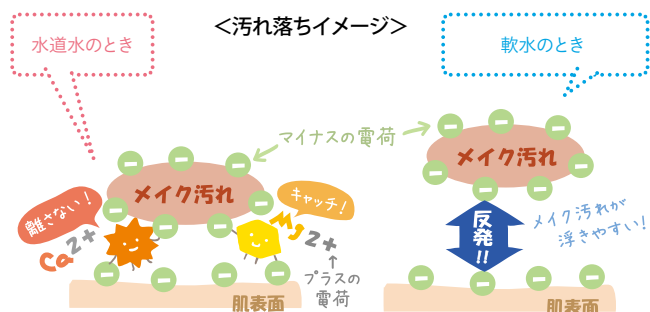 ＜汚れ落ちイメージ＞
水道水のとき
軟水のとき
マイナスの電荷
メイク汚れ
メイク汚れ
離さない！
キャッチ！
Ca2+
Mg2+
プラスの
電荷
反発!!
メイク汚れが
浮きやすい！
肌表面
肌表面